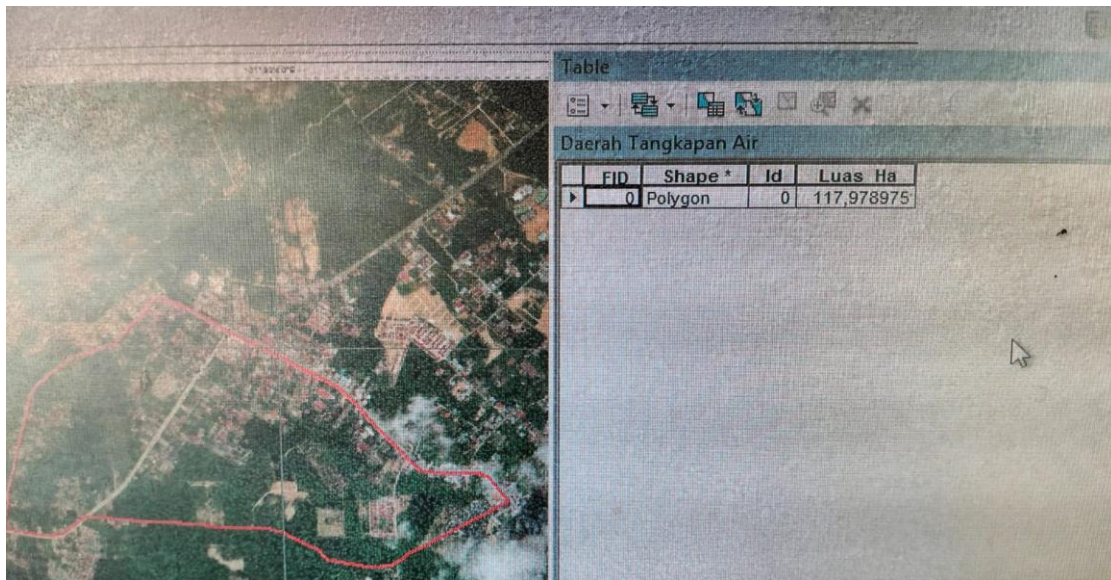 Table
Daerah Tangkapan Air
FID Shape * Id Luas_Ha
0 Polygon 0 117,978975